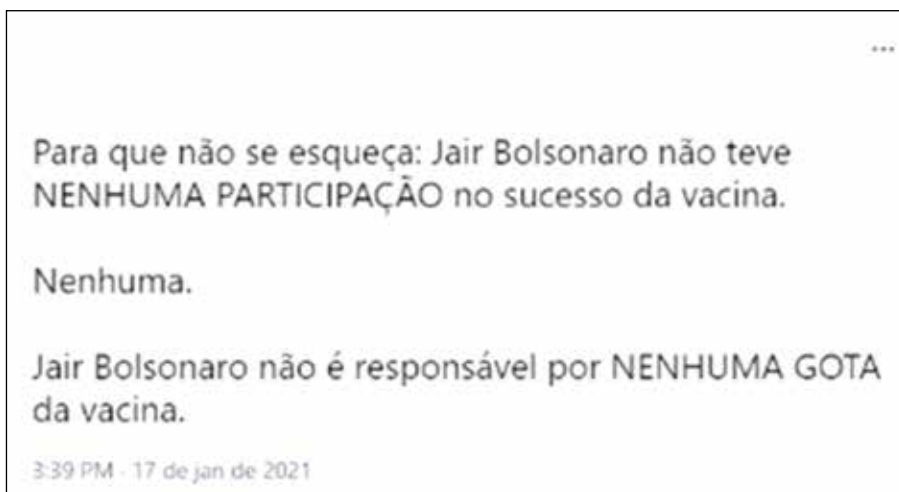 Para que não se esqueça: Jair Bolsonaro não teve
NENHUMA PARTICIPAÇÃO no sucesso da vacina.
Nenhuma.
Jair Bolsonaro não é responsável por NENHUMA GOTA
da vacina.
3:39 PM · 17 de jan de 2021